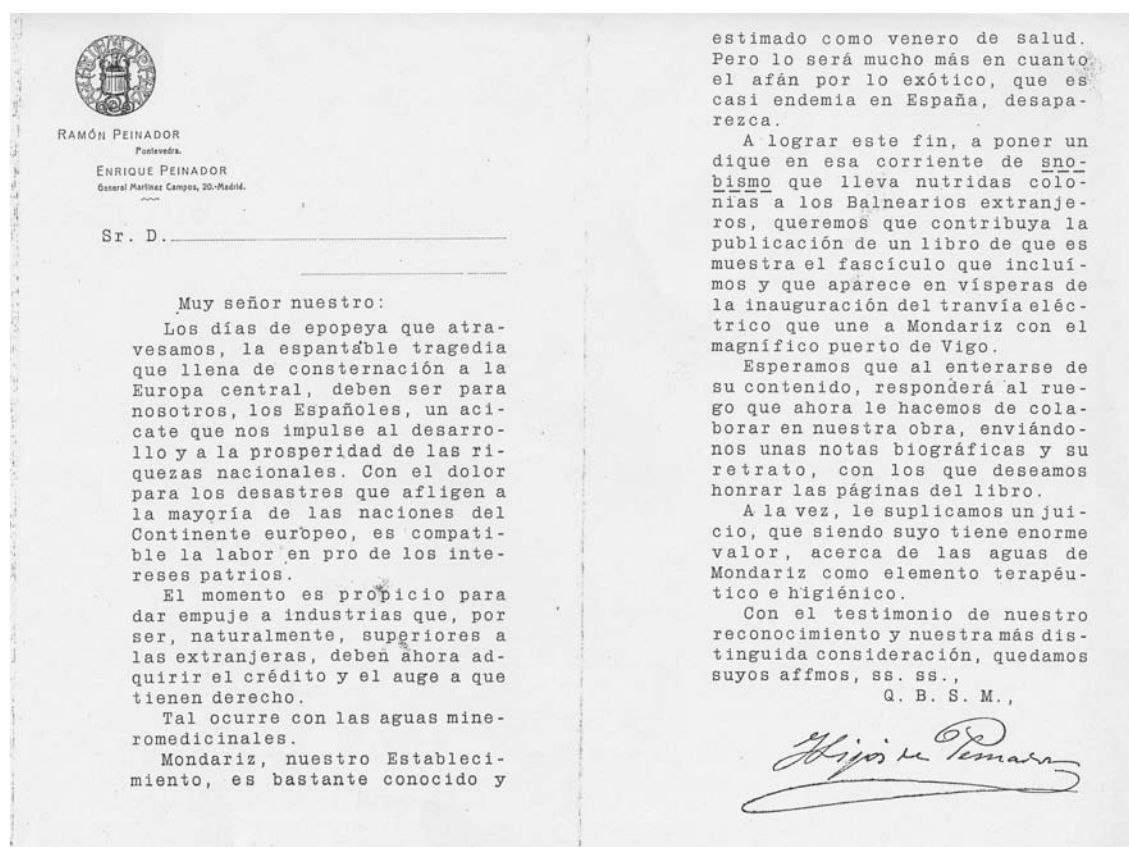 RAMÓN PEINADOR
Pontevedra.
ENRIQUE PEINADOR
General Martínez Campos, 20.-Madrid.
Sr. D.
Muy señor nuestro:
Los días de epopeya que atra-
vesamos, la espantable tragedia
que llena de consternación a la
Europa central, deben ser para
nosotros, los Españoles, un aci-
cate que nos impulse al desarro-
llo y a la prosperidad de las ri-
quezas nacionales. Con el dolor
para los desastres que afligen a
la mayoría de las naciones del
Continente europeo, es compati-
ble la labor en pro de los inte-
reses patrios.
El momento es propicio para
dar empuje a industrias que, por
ser, naturalmente, superiores a
las extranjeras, deben ahora ad-
quirir el crédito y el auge a que
tienen derecho.
Tal ocurre con las aguas mine-
romedicinales.
Mondariz, nuestro Estableci-
miento, es bastante conocido y
estimado como venero de salud.
Pero lo será mucho más en cuanto
el afán por lo exótico, que es
casi endemia en España, desapa-
rezca.
A lograr este fin, a poner un
dique en esa corriente de sno-
bismo que lleva nutridas colo-
nias a los Balnearios extranje-
ros, queremos que contribuya la
publicación de un libro de que es
muestra el fascículo que incluí-
mos y que aparece en vísperas de
la inauguración del tranvía eléc-
trico que une a Mondariz con el
magnífico puerto de Vigo.
Esperamos que al enterarse de
su contenido, responderá al rue-
go que ahora le hacemos de cola-
borar en nuestra obra, enviándo-
nos unas notas biográficas y su
retrato, con los que deseamos
honrar las páginas del libro.
A la vez, le suplicamos un jui-
cio, que siendo suyo tiene enorme
valor, acerca de las aguas de
Mondariz como elemento terapéu-
tico e higiénico.
Con el testimonio de nuestro
reconocimiento y nuestra más dis-
tinguida consideración, quedamos
suyos affmos, ss. ss.,
Q. B. S. M.,
Hijos de Peinador